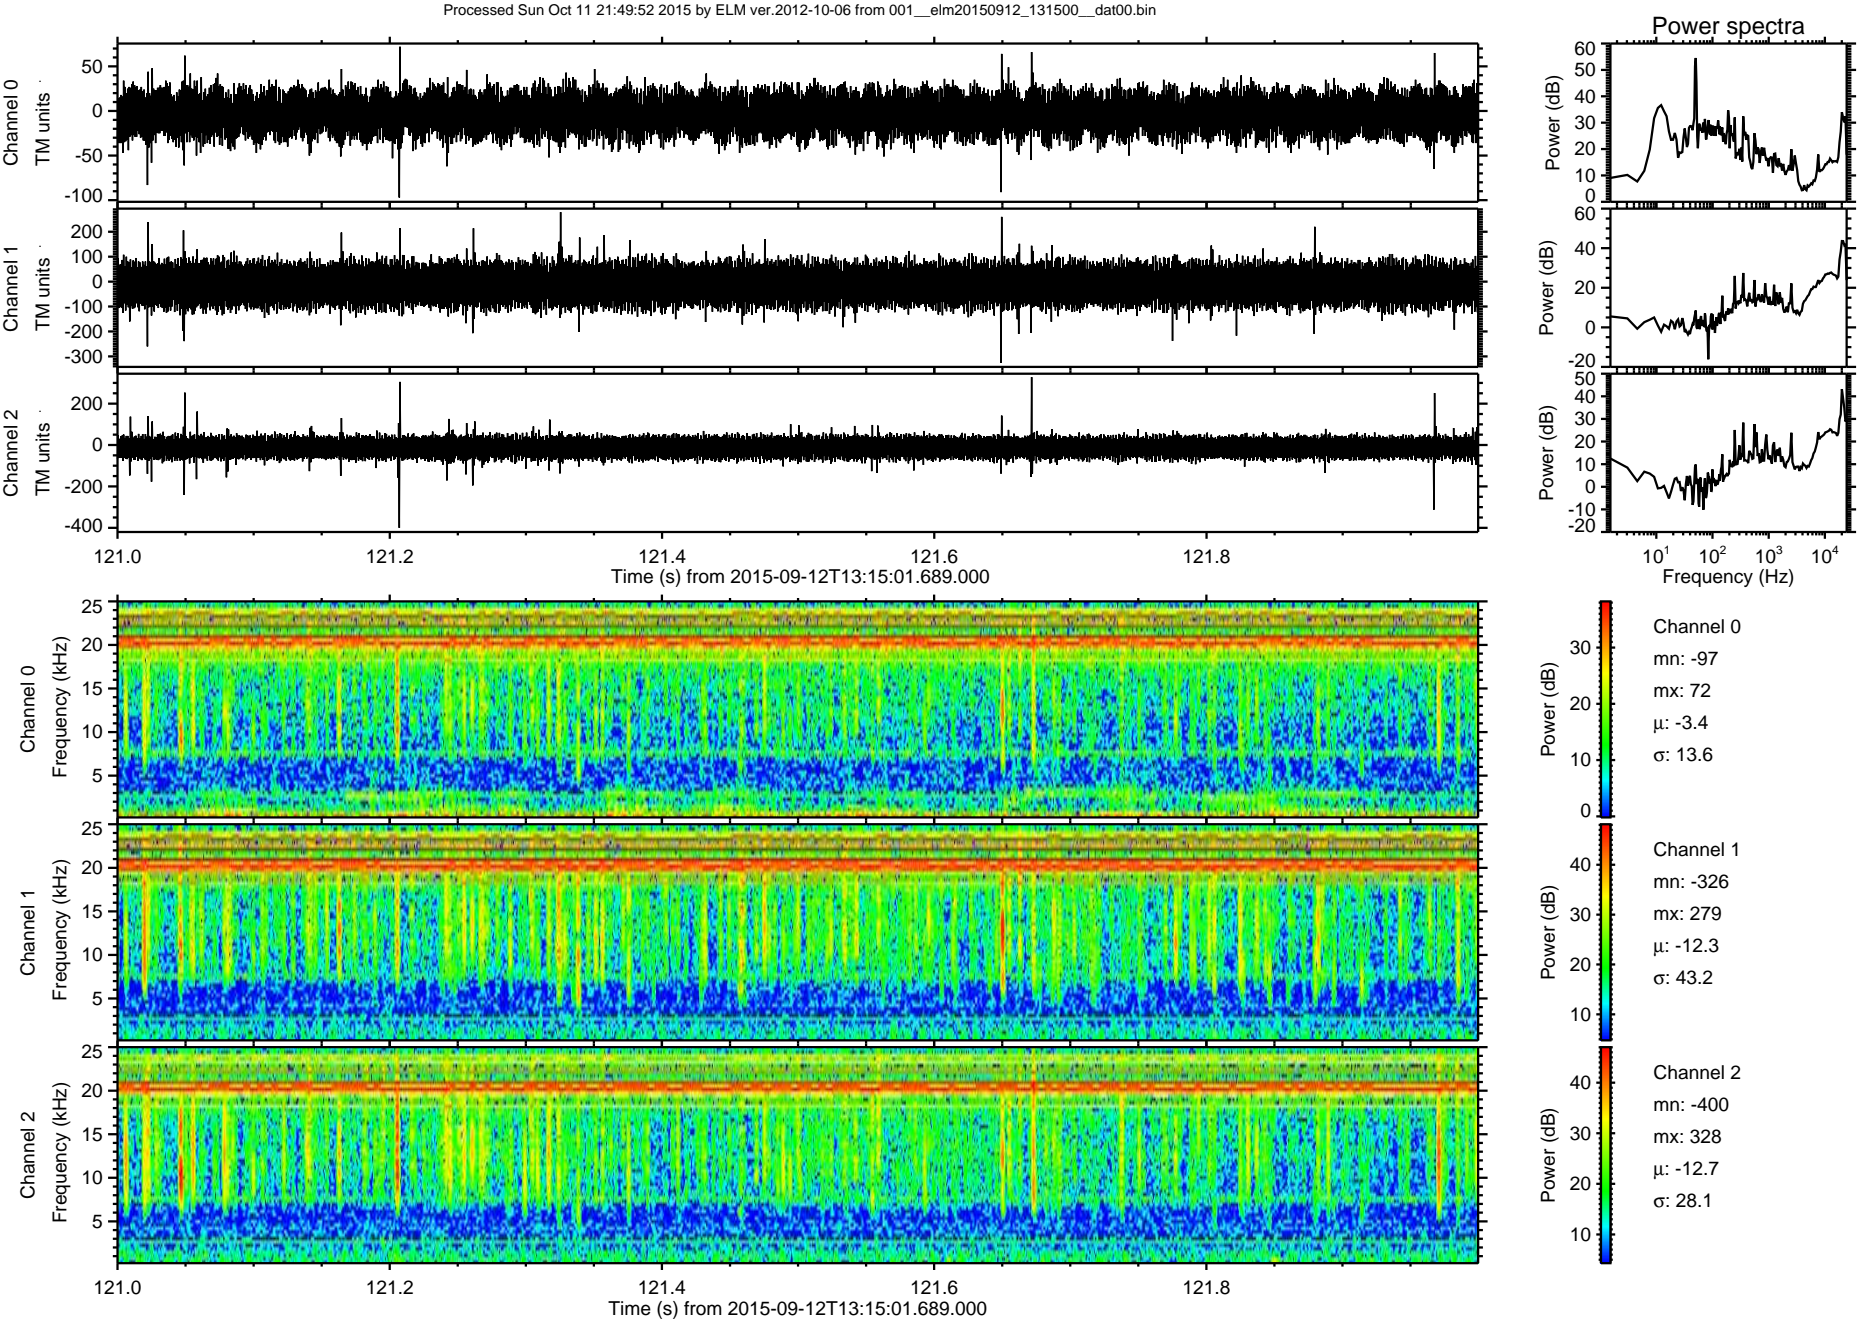 Processed Sun Oct 11 21:49:52 2015 by ELM ver.2012-10-06 from 001__elm20150912_131500__dat00.bin
Power spectra
Channel 0
TM units
50
0
-50
-100
Power (dB)
60
50
40
30
20
10
0
Channel 1
TM units
200
100
0
-100
-200
-300
Power (dB)
60
40
20
0
-20
Channel 2
TM units
200
0
-200
-400
Power (dB)
50
40
30
20
10
0
-10
-20
121.0 121.2 121.4 121.6 121.8
Time (s) from 2015-09-12T13:15:01.689.000
10¹ 10² 10³ 10⁴
Frequency (Hz)
Channel 0
Frequency (kHz)
25
20
15
10
5
Power (dB)
30
20
10
0
Channel 0
mn: -97
mx: 72
μ: -3.4
σ: 13.6
Channel 1
Frequency (kHz)
25
20
15
10
5
Power (dB)
40
30
20
10
Channel 1
mn: -326
mx: 279
μ: -12.3
σ: 43.2
Channel 2
Frequency (kHz)
25
20
15
10
5
Power (dB)
40
30
20
10
Channel 2
mn: -400
mx: 328
μ: -12.7
σ: 28.1
121.0 121.2 121.4 121.6 121.8
Time (s) from 2015-09-12T13:15:01.689.000